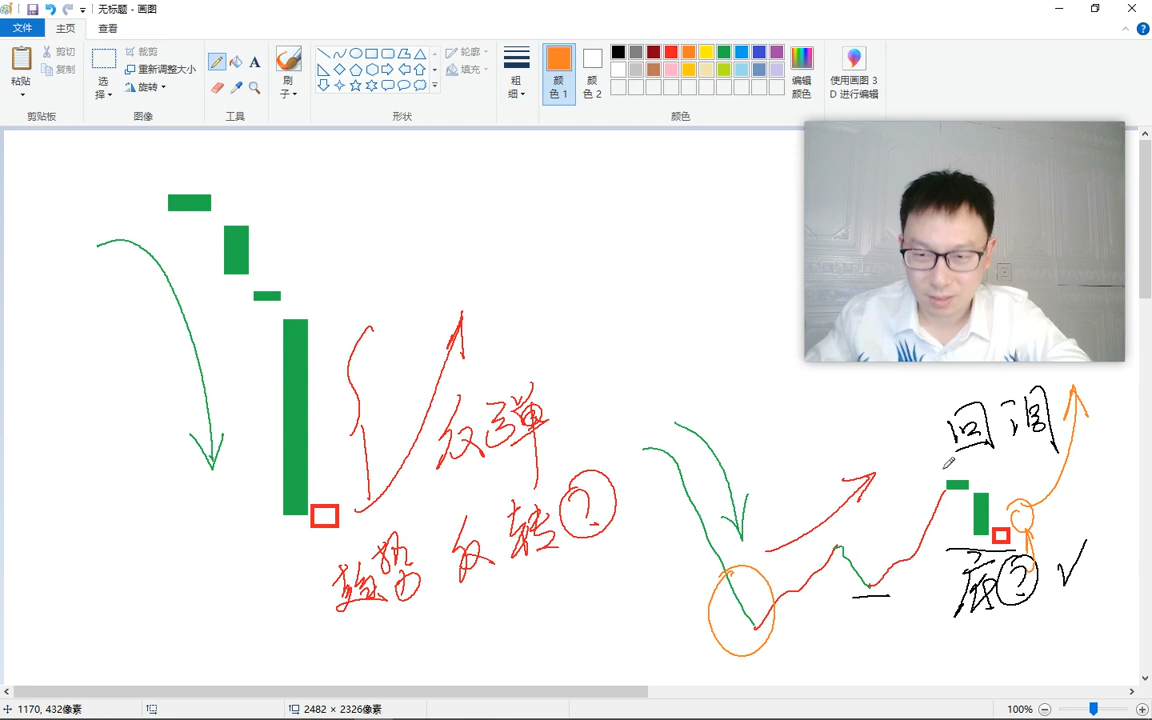 无标题 - 画图
文件 主页 查看
粘贴
剪切
复制
剪贴板
选择
裁剪
重新调整大小
旋转
图像
A
工具
刷子
形状
轮廓
填充
粗细
颜色 1
颜色 2
编辑颜色
颜色
使用画图 3D 进行编辑
反弹
反转?
趋势
回调
底?
1170, 432像素
2482 × 2326像素
100%